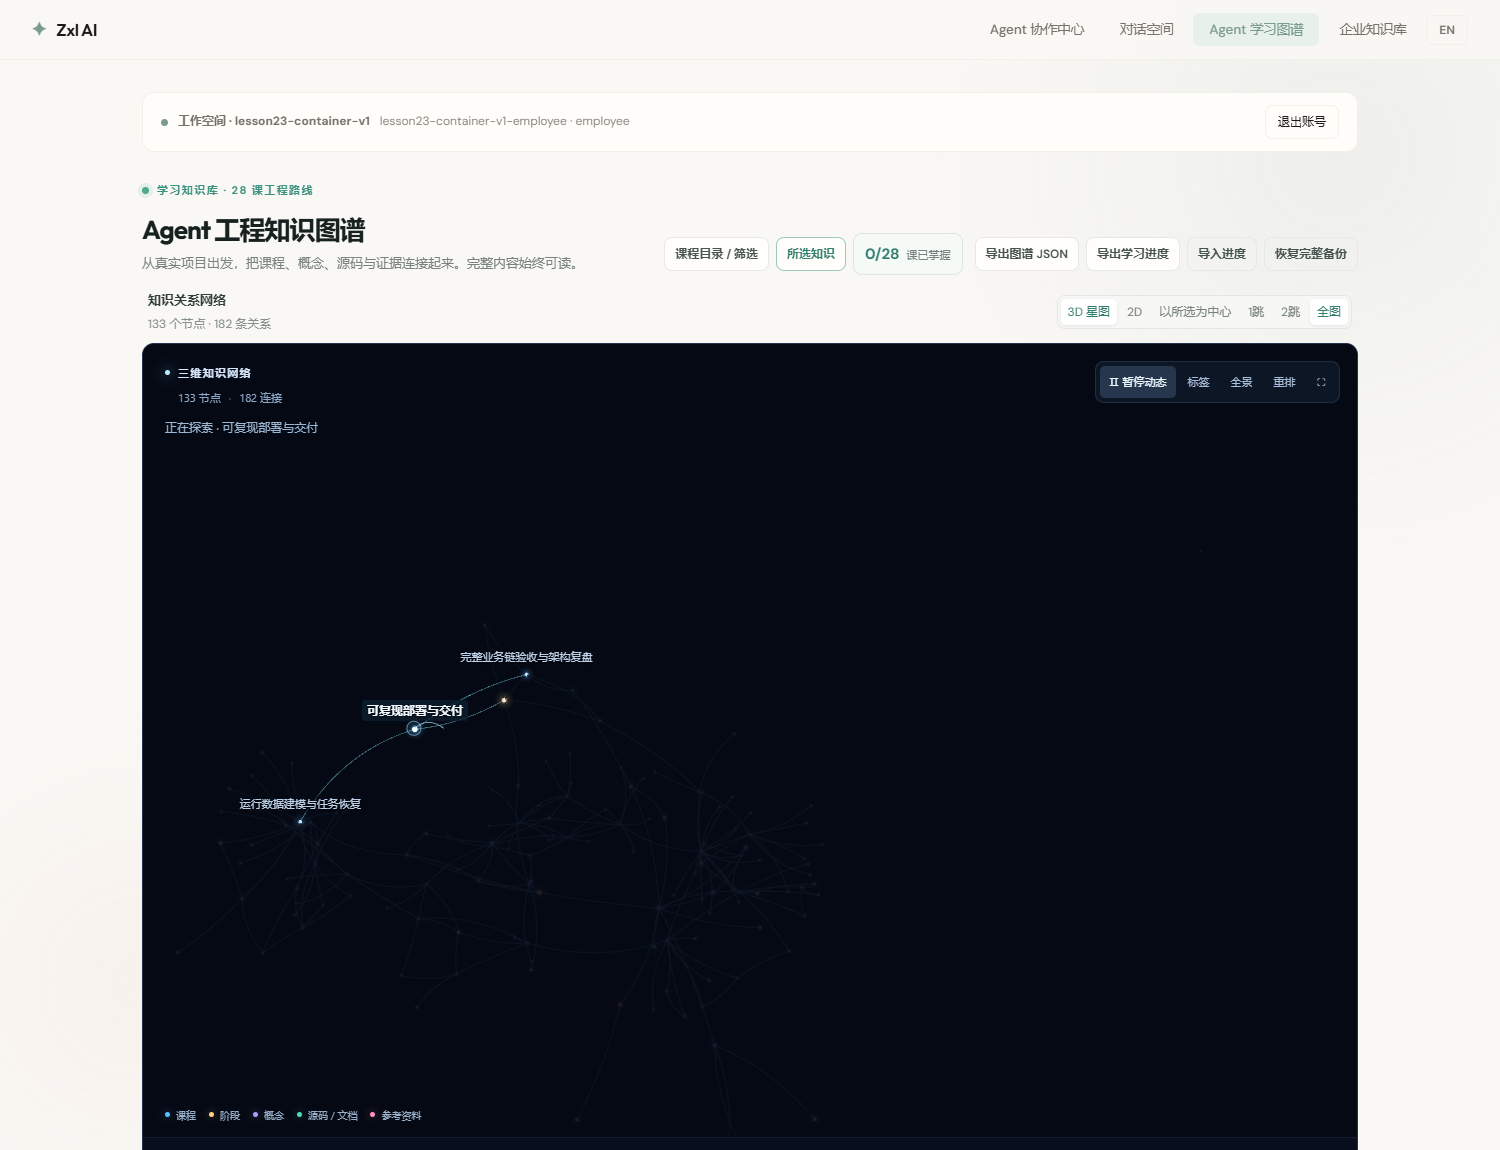 Zxl AI
Agent 协作中心
对话空间
Agent 学习图谱
企业知识库
EN
工作空间 · lesson23-container-v1 lesson23-container-v1-employee · employee
退出账号
学习知识库 · 28 课工程路线
Agent 工程知识图谱
从真实项目出发，把课程、概念、源码与证据连接起来。完整内容始终可读。
课程目录 / 筛选
所选知识
0/28 课已掌握
导出图谱 JSON
导出学习进度
导入进度
恢复完整备份
知识关系网络
133 个节点 · 182 条关系
3D 星图
2D
以所选为中心
1跳
2跳
全图
三维知识网络
133 节点 · 182 连接
正在探索 · 可复现部署与交付
暂停动态
标签
全景
重排
完整业务链验收与架构复盘
可复现部署与交付
运行数据建模与任务恢复
课程
阶段
概念
源码 / 文档
参考资料